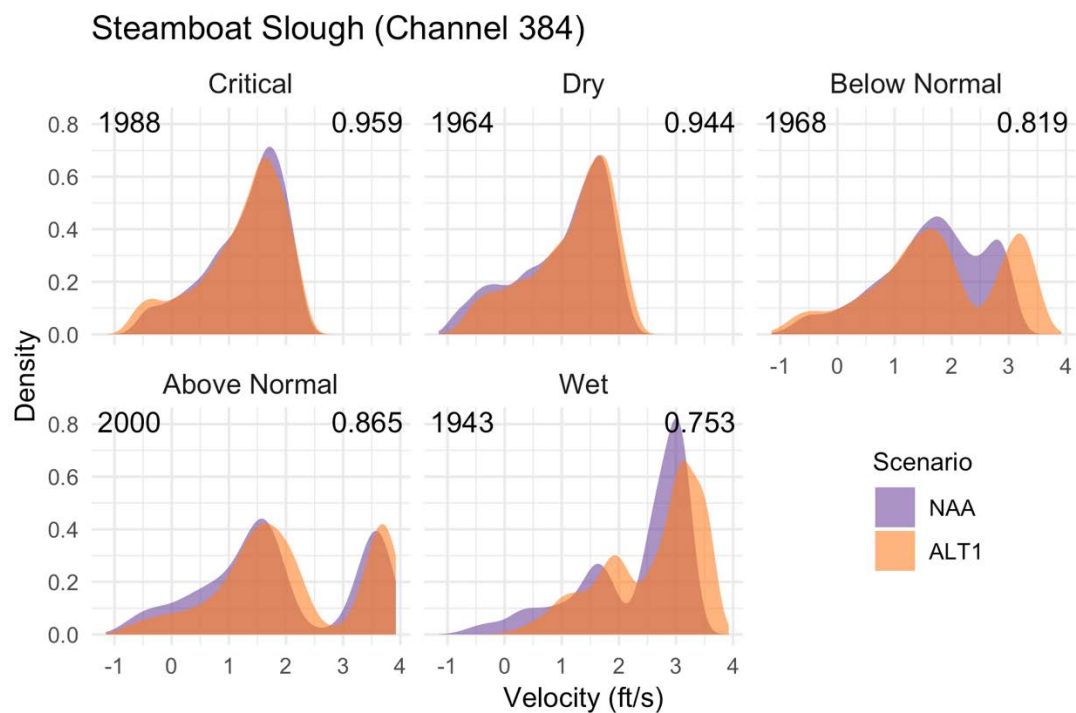 Steamboat Slough (Channel 384)
Critical
Dry
Below Normal
0.8
1988
0.959
1964
0.944
1968
0.819
0.6
0.4
0.2
0.0
-1 0 1 2 3 4
Density
Above Normal
Wet
0.8
2000
0.865
1943
0.753
0.6
0.4
0.2
0.0
-1 0 1 2 3 4
-1 0 1 2 3 4
Velocity (ft/s)
Scenario
NAA
ALT1